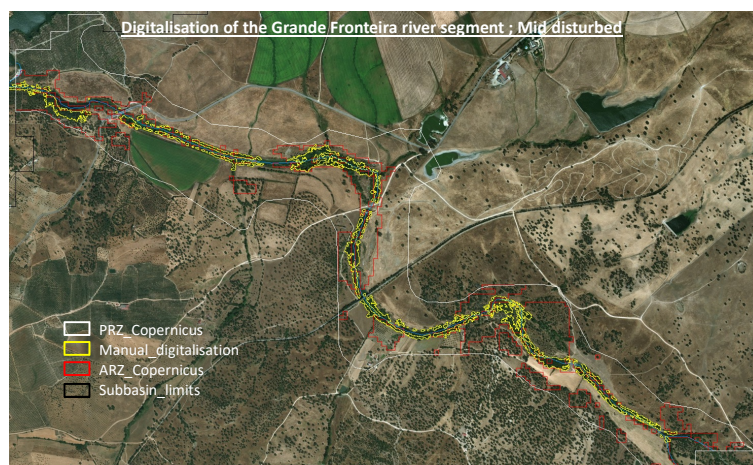 Digitalisation of the Grande Fronteira river segment ; Mid disturbed
PRZ_Copernicus
Manual_digitalisation
ARZ_Copernicus
Subbasin_limits